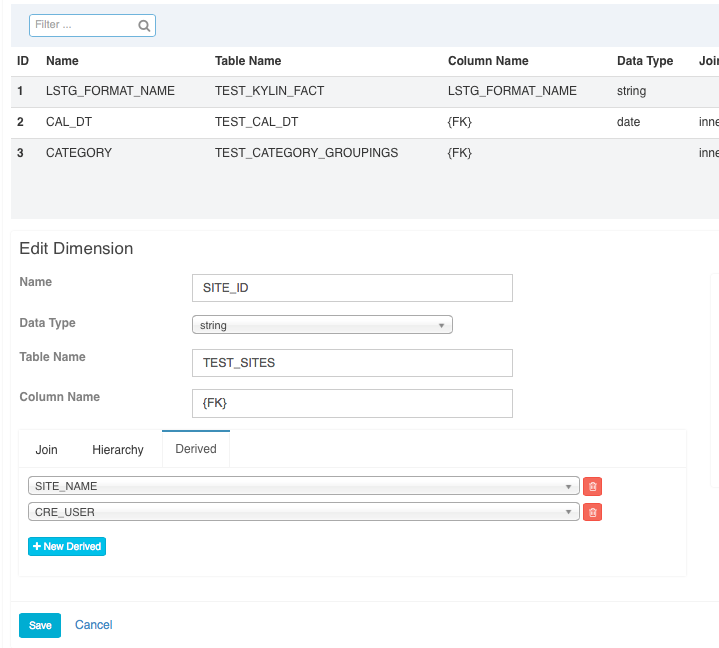 Filter ...
ID Name Table Name Column Name Data Type Join
1 LSTG_FORMAT_NAME TEST_KYLIN_FACT LSTG_FORMAT_NAME string
2 CAL_DT TEST_CAL_DT {FK} date inne
3 CATEGORY TEST_CATEGORY_GROUPINGS {FK} inne
Edit Dimension
Name SITE_ID
Data Type string
Table Name TEST_SITES
Column Name {FK}
Join Hierarchy Derived
SITE_NAME
CRE_USER
+ New Derived
Save Cancel